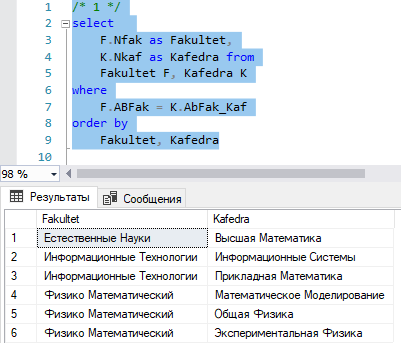 1 /* 1 */
2 select
3 F.Nfak as Fakultet,
4 K.Nkaf as Kafedra from
5 Fakultet F, Kafedra K
6 where
7 F.ABFak = K.AbFak_Kaf
8 order by
9 Fakultet, Kafedra
10
98 %
Результаты Сообщения
Fakultet Kafedra
1 Естественные Науки Высшая Математика
2 Информационные Технологии Информационные Системы
3 Информационные Технологии Прикладная Математика
4 Физико Математический Математическое Моделирование
5 Физико Математический Общая Физика
6 Физико Математический Экспериментальная Физика